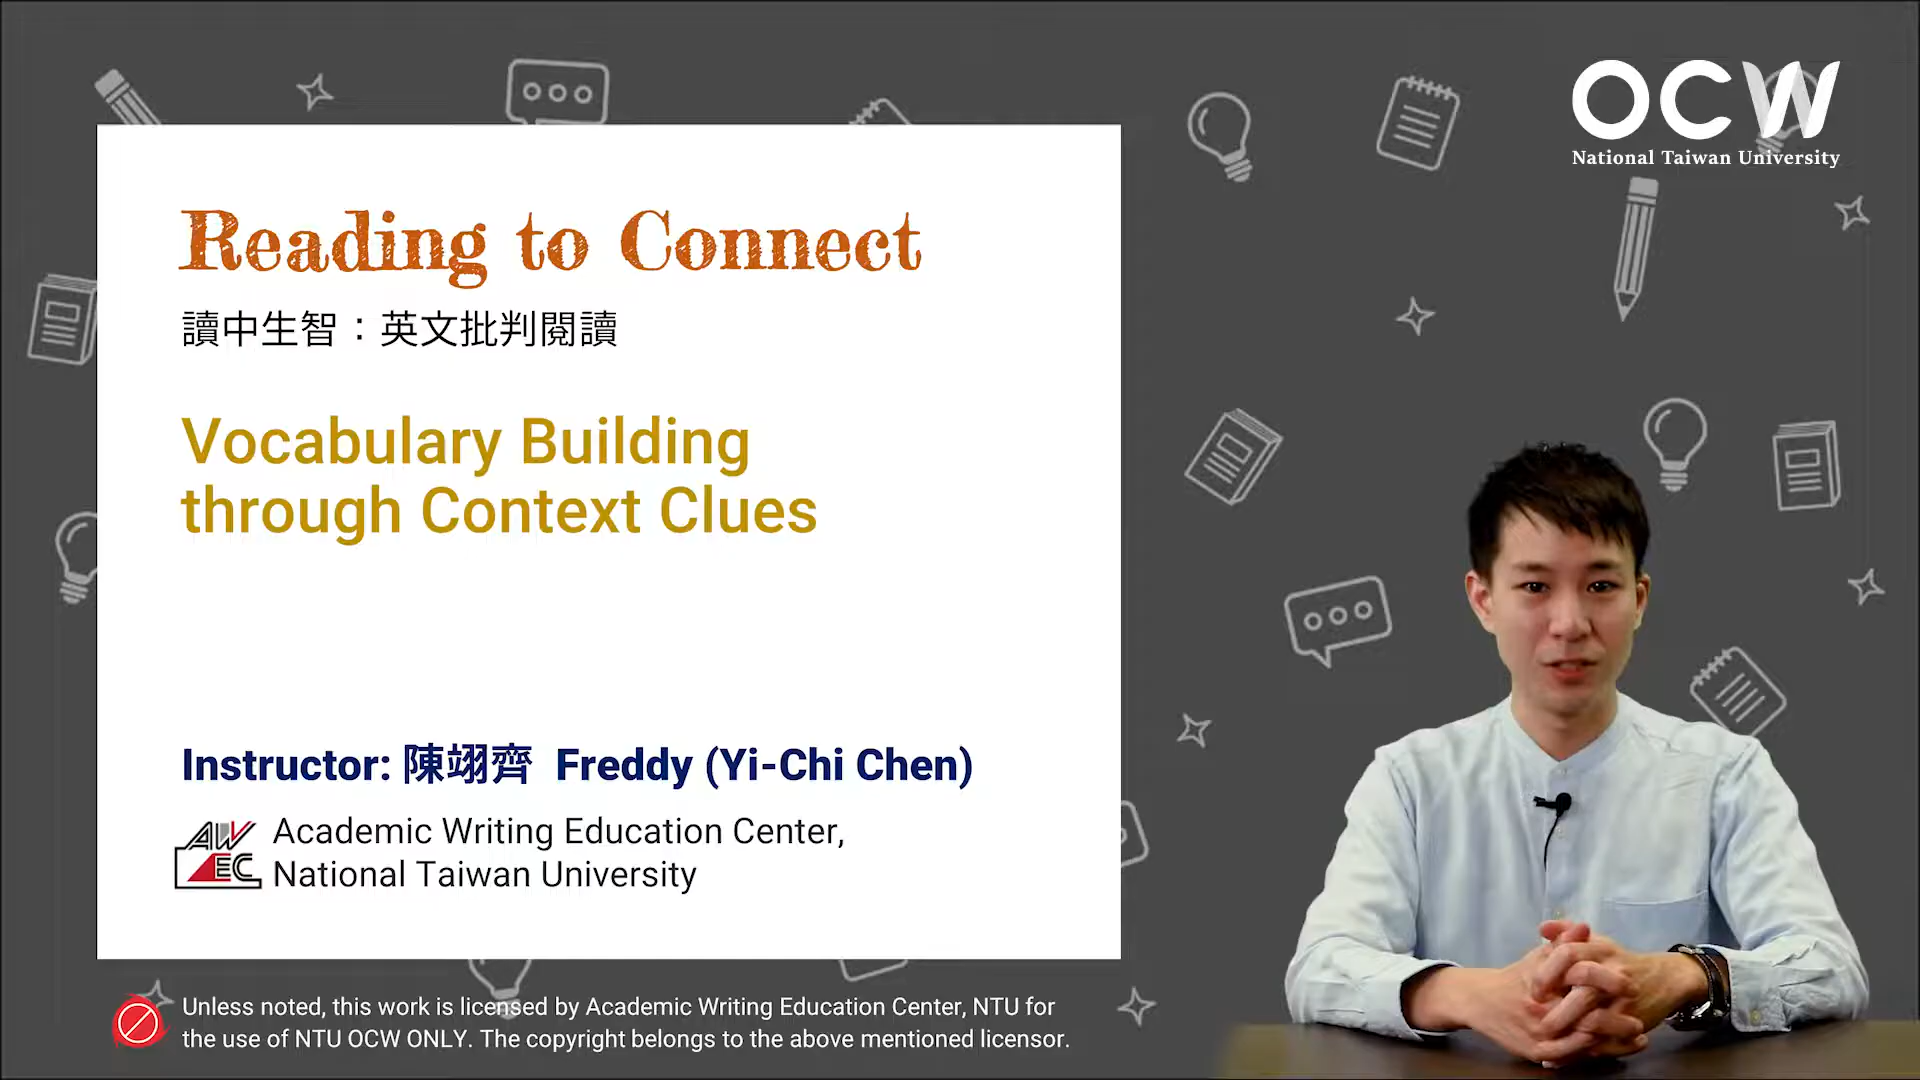 OCW
National Taiwan University
Reading to Connect
讀中生智：英文批判閱讀
Vocabulary Building
through Context Clues
Instructor: 陳翊齊 Freddy (Yi-Chi Chen)
AWEC
Academic Writing Education Center,
National Taiwan University
Unless noted, this work is licensed by Academic Writing Education Center, NTU for
the use of NTU OCW ONLY. The copyright belongs to the above mentioned licensor.